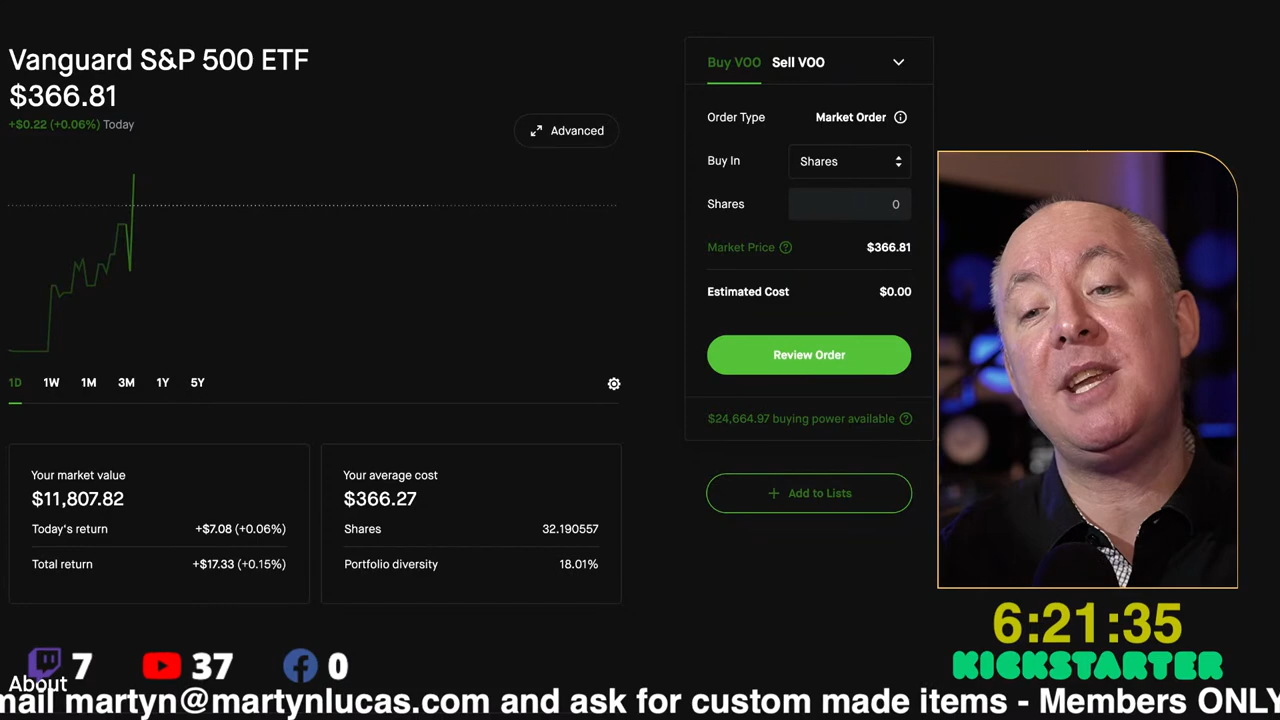 Vanguard S&P 500 ETF
$366.81
+$0.22 (+0.06%) Today
Advanced
1D 1W 1M 3M 1Y 5Y
Your market value
$11,807.82
Today's return +$7.08 (+0.06%)
Total return +$17.33 (+0.15%)
Your average cost
$366.27
Shares 32.190557
Portfolio diversity 18.01%
Buy VOO Sell VOO
Order Type Market Order
Buy In Shares
Shares 0
Market Price $366.81
Estimated Cost $0.00
Review Order
$24,664.97 buying power available
+ Add to Lists
6:21:35
KICKSTARTER
7 37 0
About
mail martyn@martynlucas.com and ask for custom made items - Members ONLY